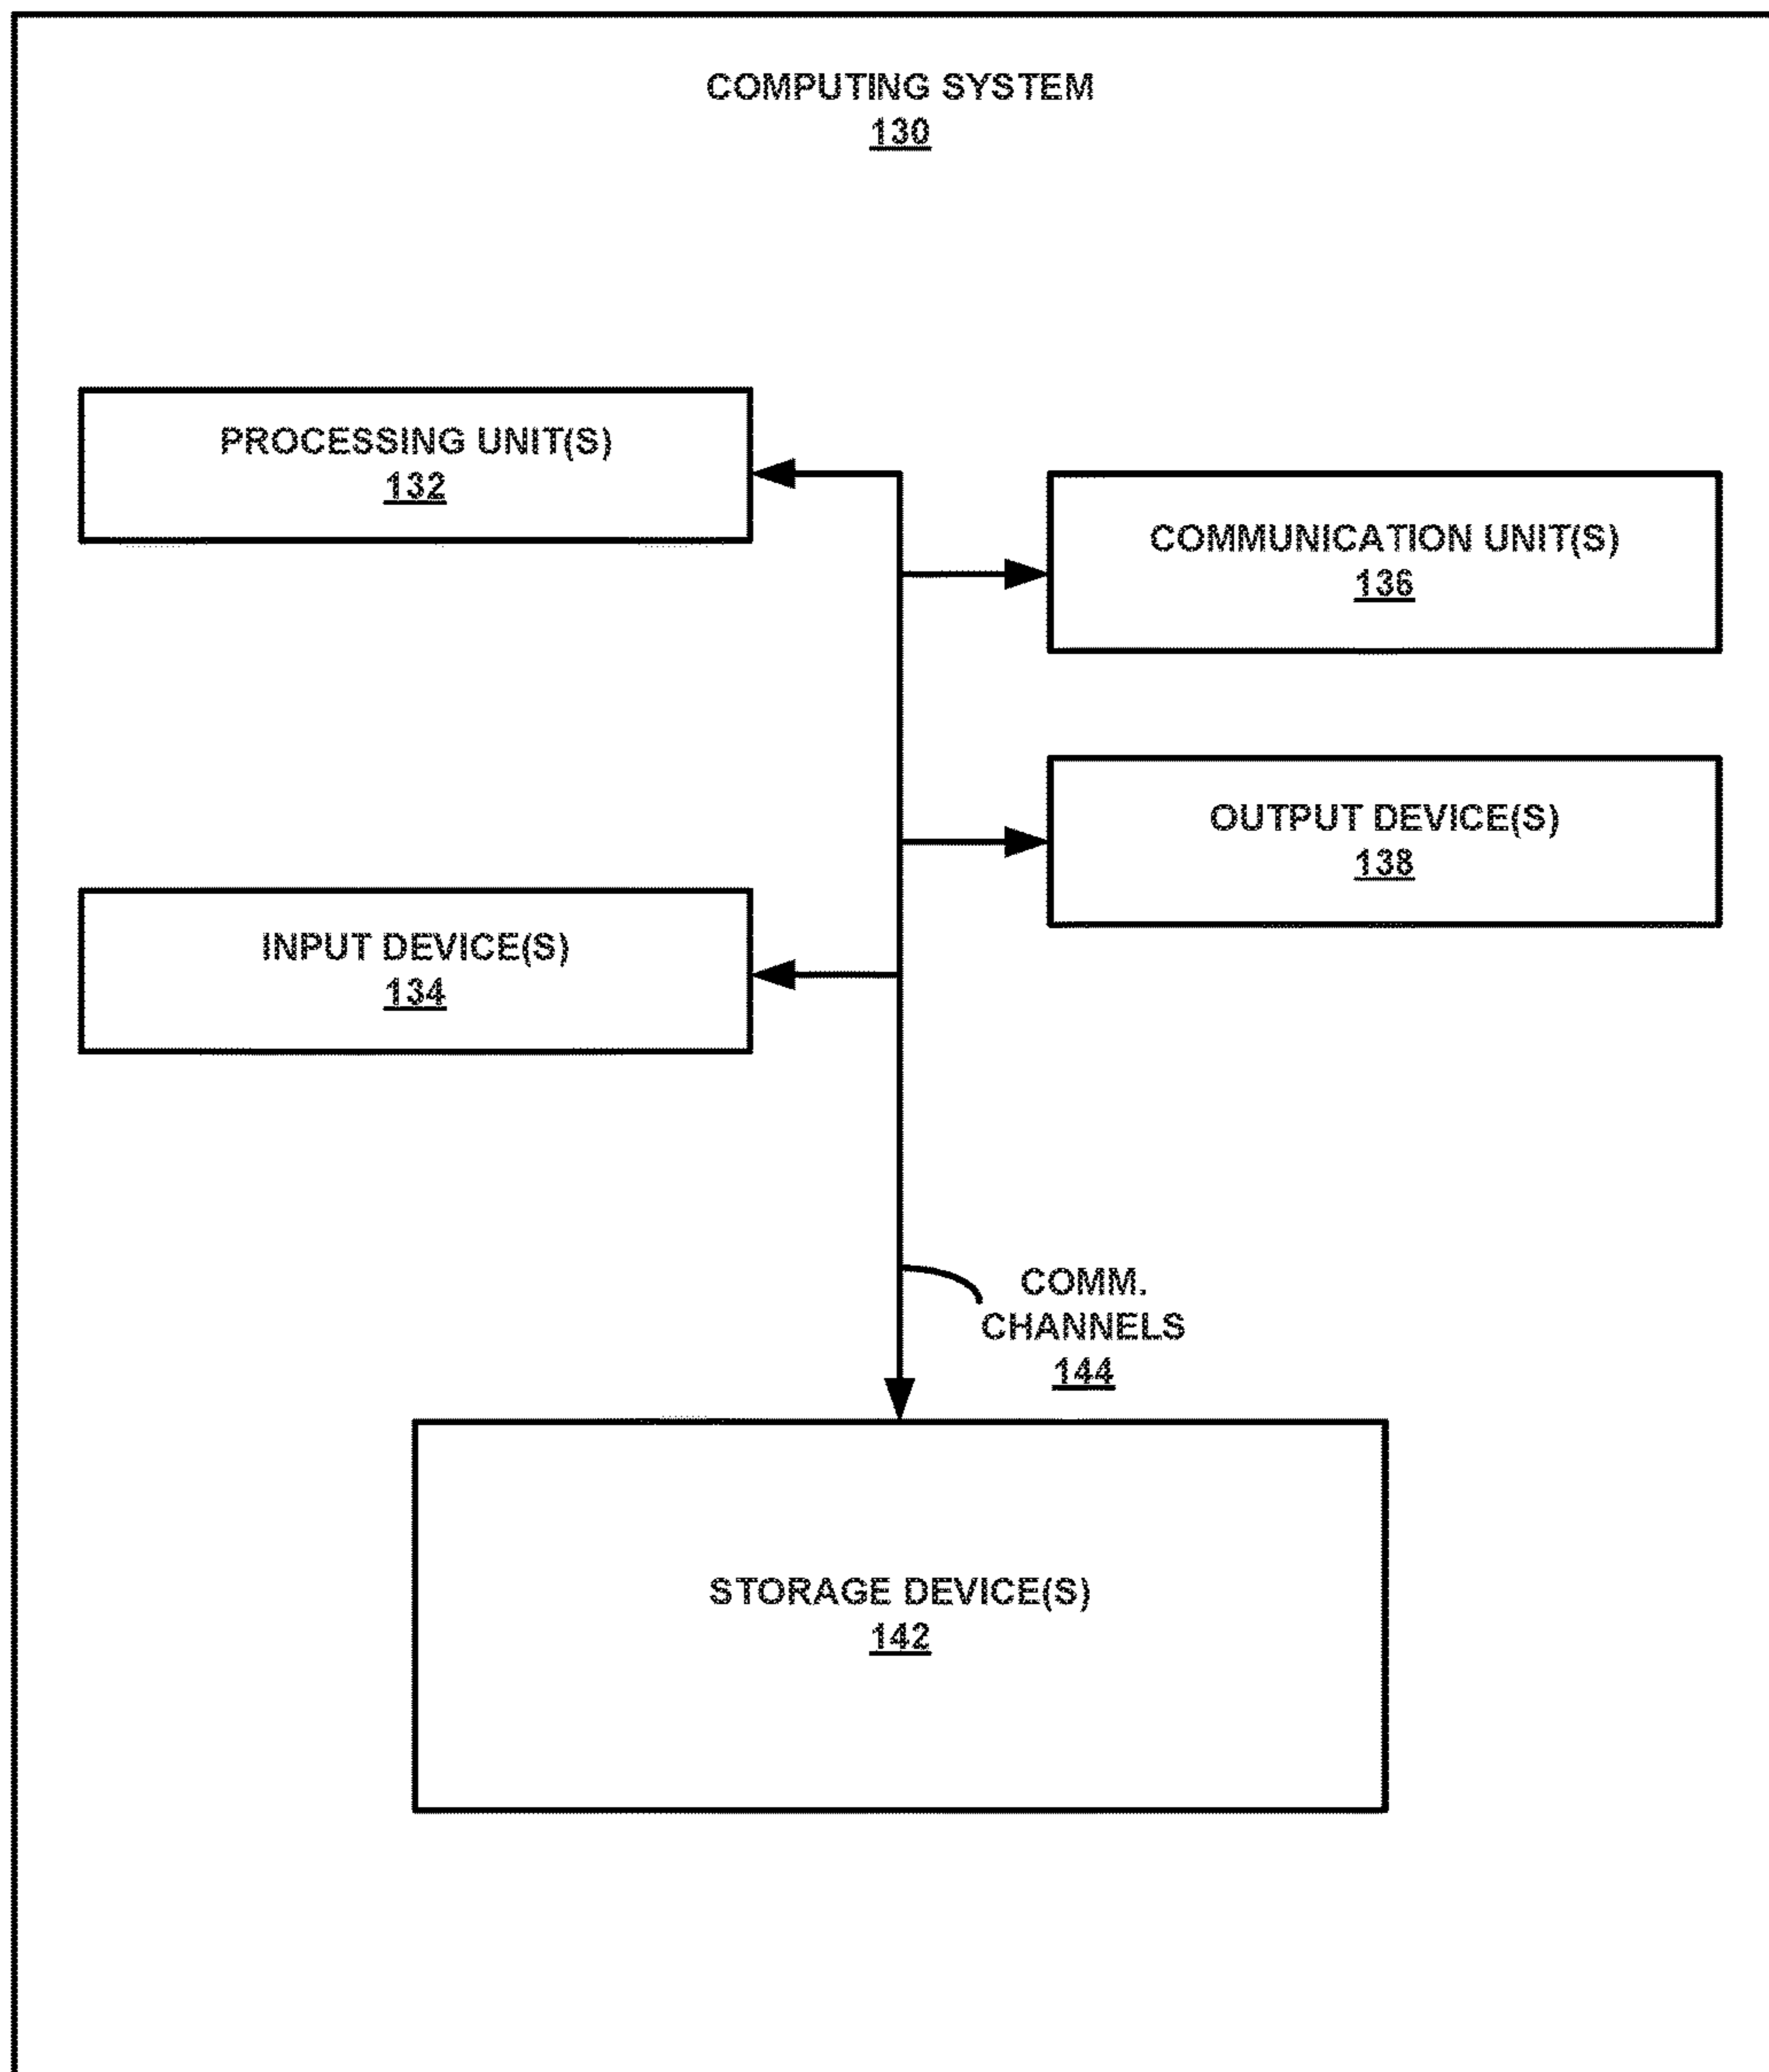 COMPUTING SYSTEM
130
PROCESSING UNIT(S)
132
COMMUNICATION UNIT(S)
136
OUTPUT DEVICE(S)
138
INPUT DEVICE(S)
134
COMM.
CHANNELS
144
STORAGE DEVICE(S)
142